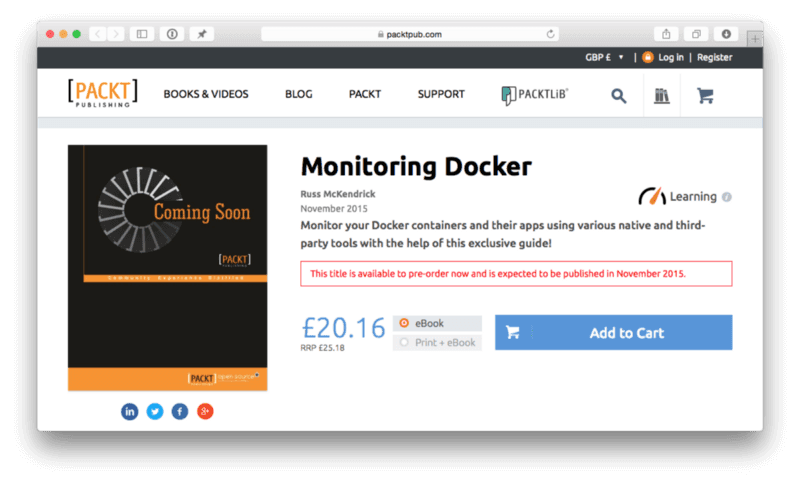 packtpub.com
GBP £ ▼ | Log in | Register
[PACKT]
PUBLISHING
BOOKS & VIDEOS BLOG PACKT SUPPORT PACKTLiB
Monitoring Docker
Russ McKendrick
November 2015
Learning
Monitor your Docker containers and their apps using various native and third-
party tools with the help of this exclusive guide!
This title is available to pre-order now and is expected to be published in November 2015.
£20.16
RRP £25.18
eBook
Print + eBook
Add to Cart
Coming Soon
[PACKT]
PUBLISHING
Community Experience Distilled
[PACKT] open source
in f g+